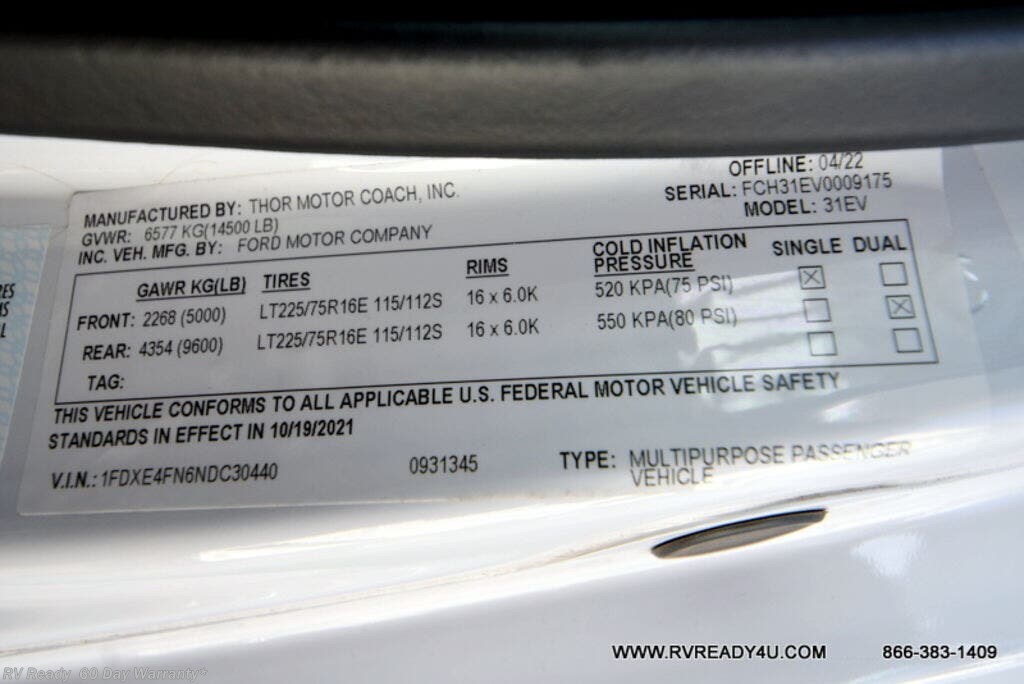 OFFLINE: 04/22
MANUFACTURED BY: THOR MOTOR COACH, INC. SERIAL: FCH31EV0009175
GVWR: 6577 KG(14500 LB) MODEL: 31EV
INC. VEH. MFG. BY: FORD MOTOR COMPANY
GAWR KG(LB) TIRES RIMS COLD INFLATION PRESSURE SINGLE DUAL
FRONT: 2268 (5000) LT225/75R16E 115/112S 16 x 6.0K 520 KPA(75 PSI)
REAR: 4354 (9600) LT225/75R16E 115/112S 16 x 6.0K 550 KPA(80 PSI)
TAG:
THIS VEHICLE CONFORMS TO ALL APPLICABLE U.S. FEDERAL MOTOR VEHICLE SAFETY
STANDARDS IN EFFECT IN 10/19/2021
V.I.N.: 1FDXE4FN6NDC30440 0931345 TYPE: MULTIPURPOSE PASSENGER
VEHICLE
WWW.RVREADY4U.COM 866-383-1409
RV Ready 60 Day Warranty*